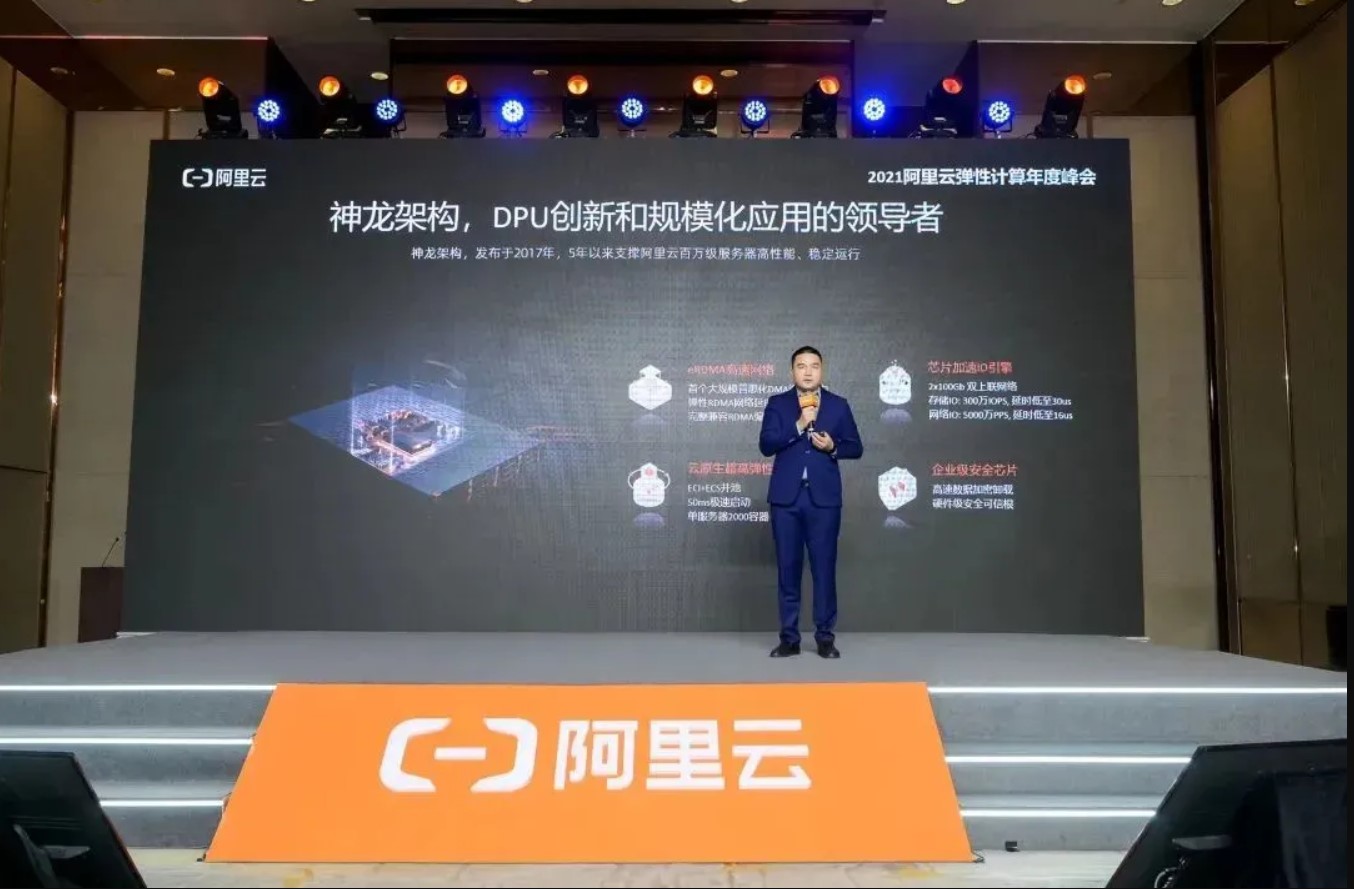 阿里云
2021阿里云弹性计算年度峰会
神龙架构，DPU创新和规模化应用的领导者
神龙架构，发布于2017年，5年以来支撑阿里云百万级服务器高性能、稳定运行
eRDMA高速网络
首个大规模普惠化DMA
弹性RDMA网络
完整兼容RDMA
芯片加速IO引擎
2x100Gb 双上联网络
存储IO: 300万IOPS, 延时低至30us
网络IO: 5000万PPS, 延时低至16us
云原生超高弹性
ECI+ECS并池
50ms极速启动
单服务器2000容器
企业级安全芯片
高速数据加密卸载
硬件级安全可信根
阿里云